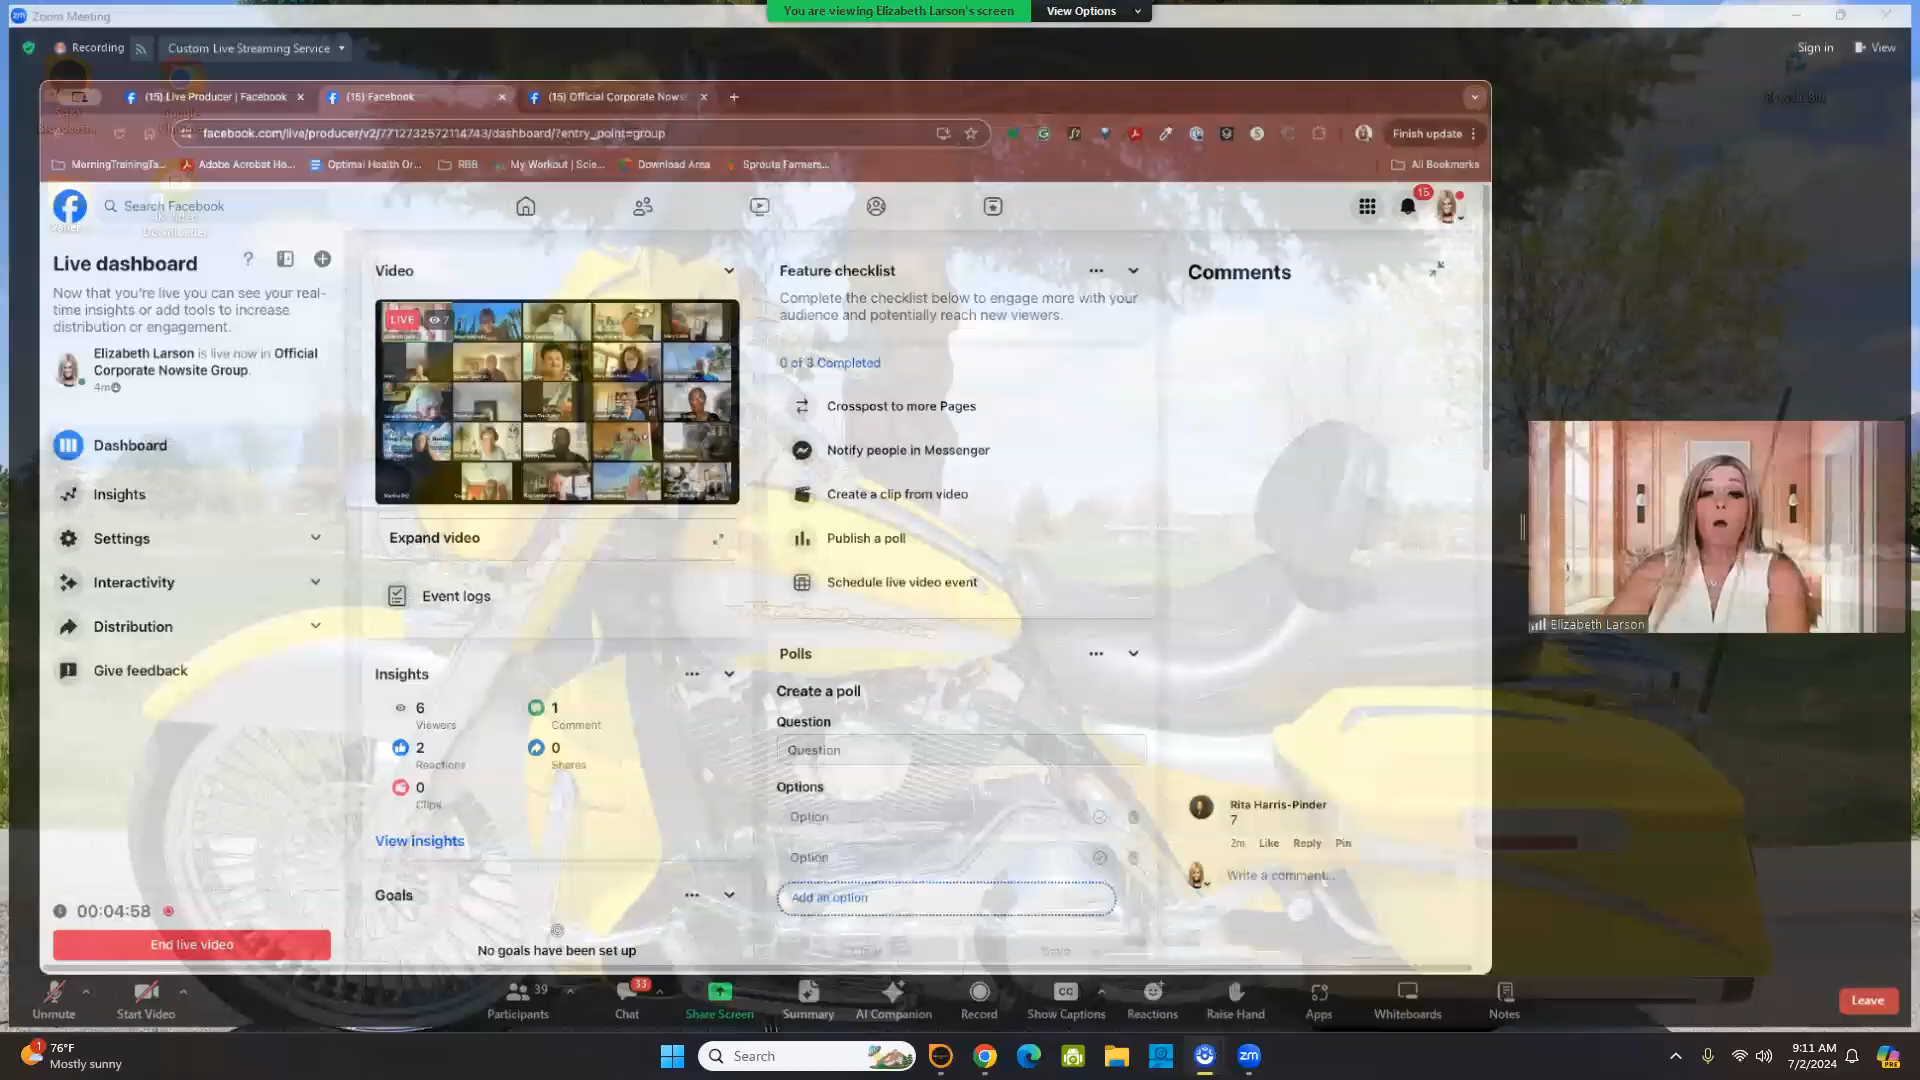 Zoom Meeting
You are viewing Elizabeth Larson's screen
View Options
Recording
Custom Live Streaming Service
Sign in
View
(15) Live Producer | Facebook
(15) Facebook
(15) Official Corporate Nows
Recycle Bin
facebook.com/live/producer/v2/7712732572114743/dashboard/?entry_point=group
Finish update
MorningTrainingTa...
Adobe Acrobat Ho...
Optimal Health Or...
RBB
My Workout | Scie...
Download Area
Sprouts Farmers...
All Bookmarks
Search Facebook
15
Live dashboard
Now that you're live you can see your real-
time insights or add tools to increase
distribution or engagement.
Elizabeth Larson is live now in Official
Corporate Nowsite Group.
4m
Dashboard
Insights
Settings
Interactivity
Distribution
Give feedback
00:04:58
End live video
Video
LIVE
7
Expand video
Event logs
Insights
6
Viewers
1
Comment
2
Reactions
0
Shares
0
Clips
View insights
Goals
No goals have been set up
Feature checklist
Complete the checklist below to engage more with your
audience and potentially reach new viewers.
0 of 3 Completed
Crosspost to more Pages
Notify people in Messenger
Create a clip from video
Publish a poll
Schedule live video event
Polls
Create a poll
Question
Question
Options
Option
Option
Add an option
Save
Comments
Rita Harris-Pinder
7
2m Like Reply Pin
Write a comment...
Elizabeth Larson
Unmute
Start Video
39
Participants
33
Chat
Share Screen
Summary
AI Companion
Record
CC
Show Captions
Reactions
Raise Hand
Apps
Whiteboards
Notes
Leave
1
76°F
Mostly sunny
Search
zm
9:11 AM
7/2/2024
PRE